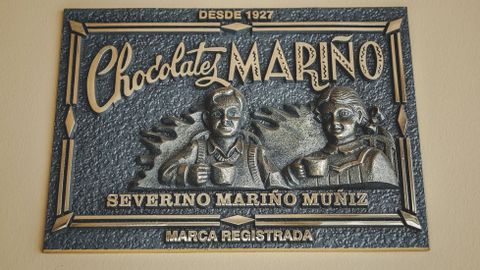 DESDE 1927
Chocolates MARIÑO
SEVERINO MARIÑO MUÑIZ
MARCA REGISTRADA